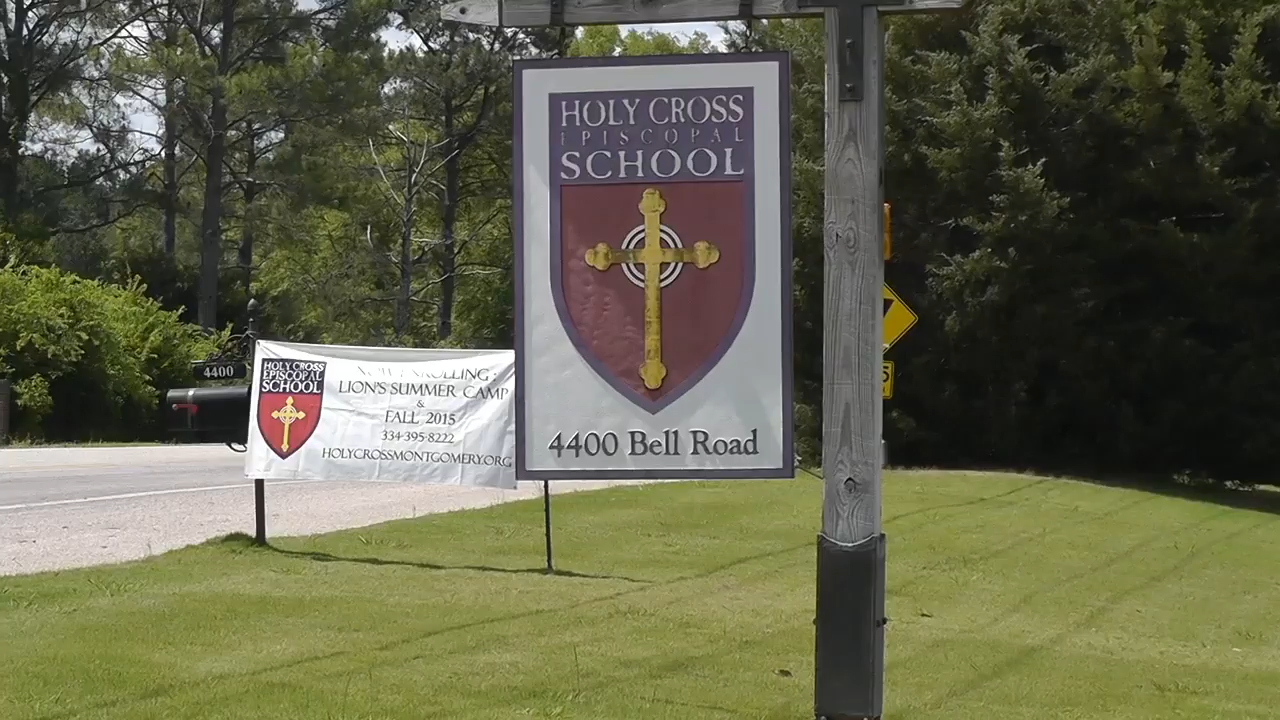 HOLY CROSS
EPISCOPAL
SCHOOL
4400 Bell Road
4400
HOLY CROSS
EPISCOPAL
SCHOOL
NOW ENROLLING:
LION'S SUMMER CAMP
&
FALL 2015
334-395-8222
HOLYCROSSMONTGOMERY.ORG
5